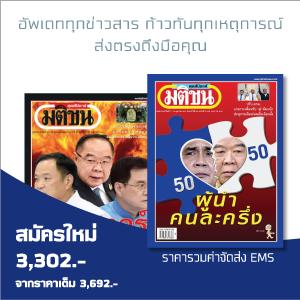 อัพเดททุกข่าวสาร ก้าวทันทุกเหตุการณ์
ส่งตรงถึงมือคุณ
มติชน
มติชน
50
50
ผู้นำ
คนละครึ่ง
สมัครใหม่
3,302.-
จากราคาเต็ม 3,692.-
ราคารวมค่าจัดส่ง EMS